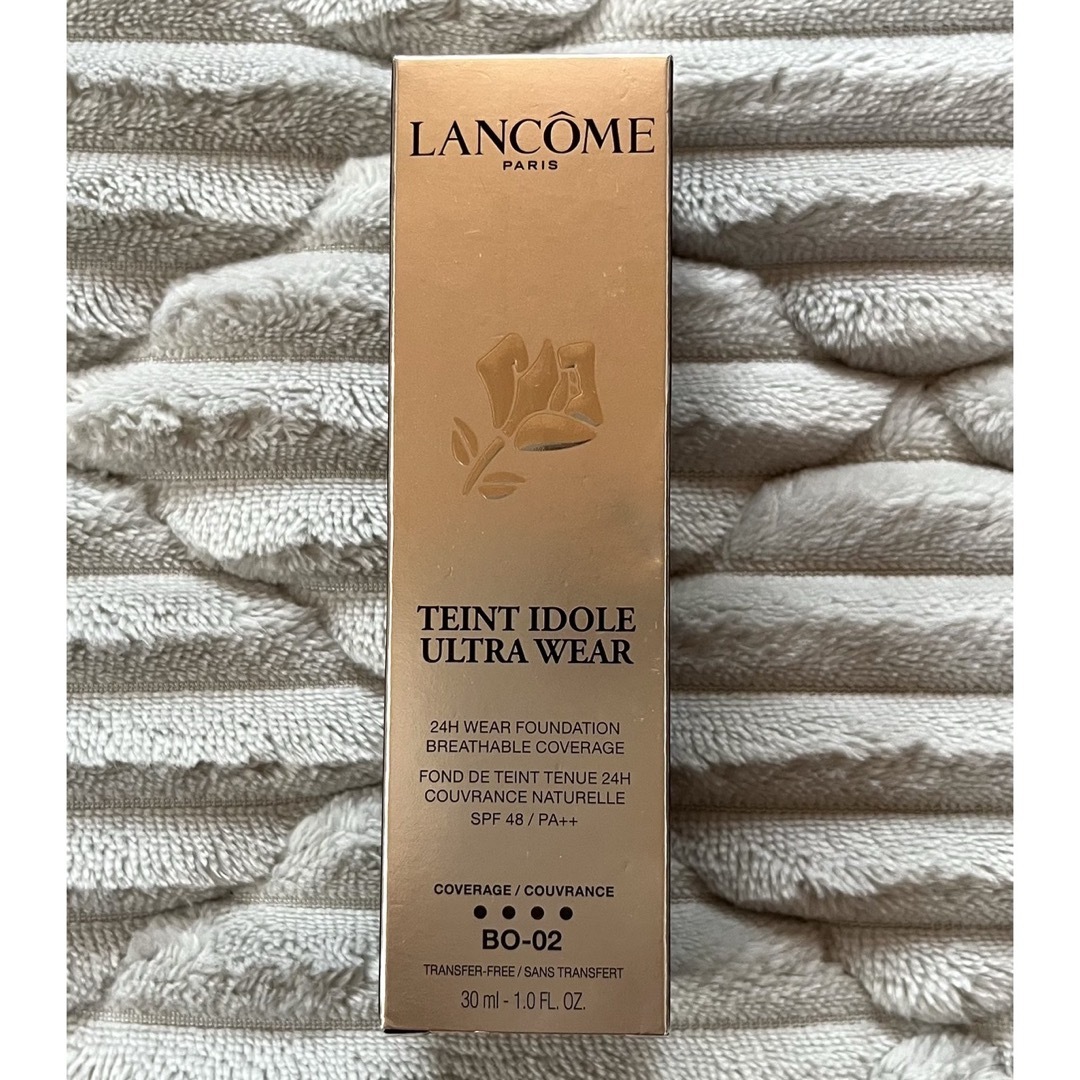 LANCÔME
PARIS
TEINT IDOLE
ULTRA WEAR
24H WEAR FOUNDATION
BREATHABLE COVERAGE
FOND DE TEINT TENUE 24H
COUVRANCE NATURELLE
SPF 48 / PA++
COVERAGE / COUVRANCE
BO-02
TRANSFER-FREE / SANS TRANSFERT
30 ml - 1.0 FL. OZ.